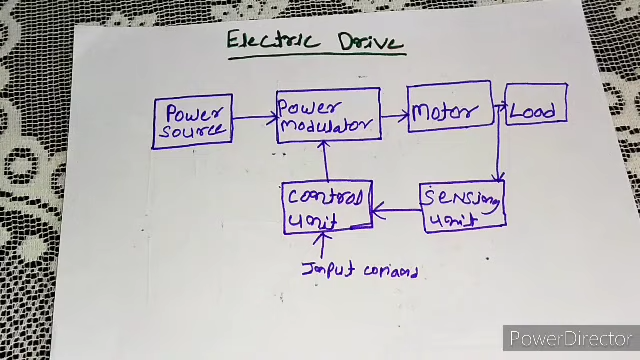 Electric Drive
Power
Source
Power
modulator
Motor
Load
Control
unit
Sensing
unit
Input comand
PowerDirector